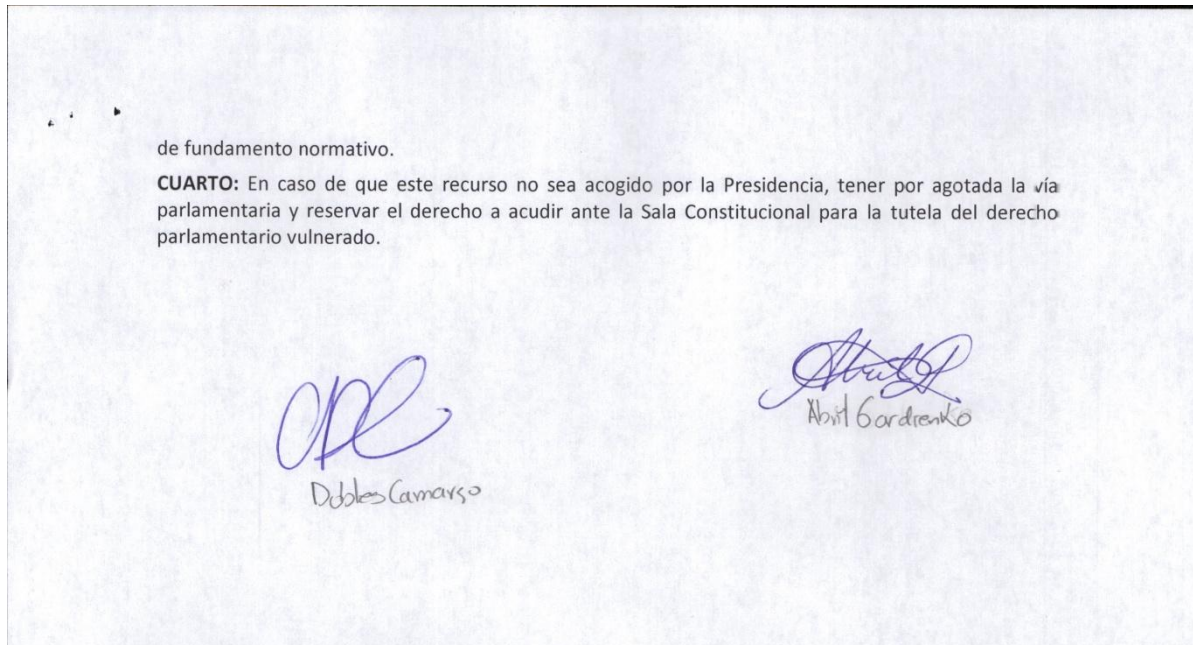 de fundamento normativo.
CUARTO: En caso de que este recurso no sea acogido por la Presidencia, tener por agotada la vía
parlamentaria y reservar el derecho a acudir ante la Sala Constitucional para la tutela del derecho
parlamentario vulnerado.
Abril Gordienko
Dobles Camargo